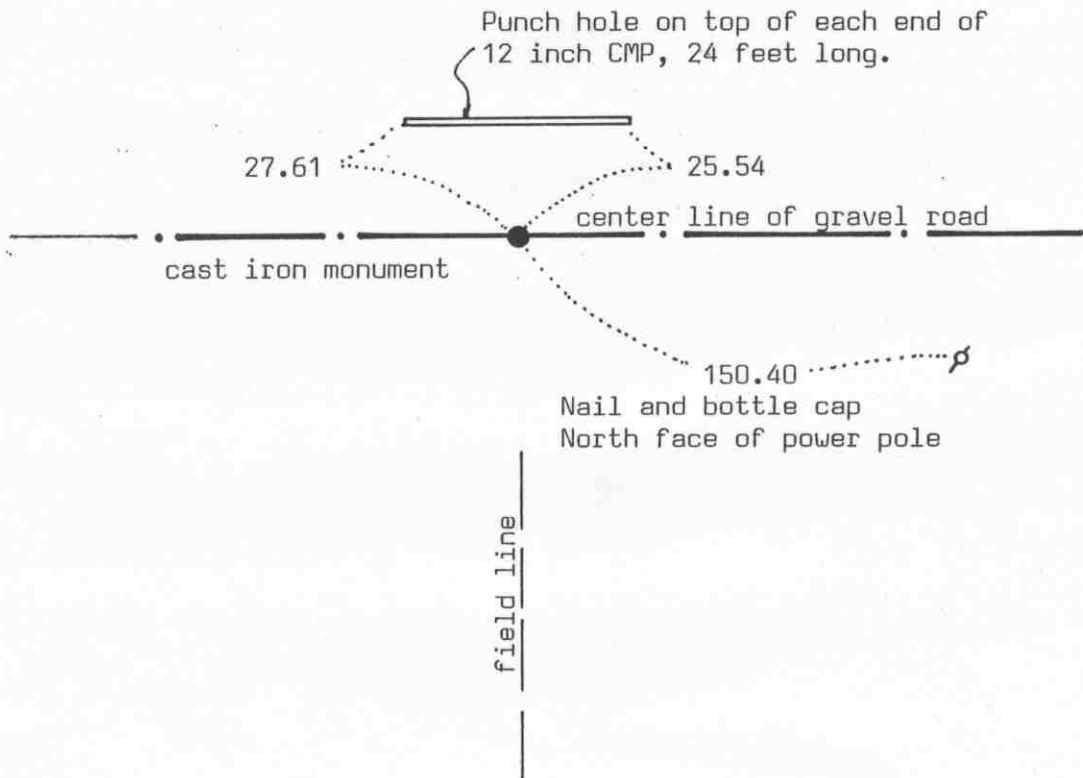 Punch hole on top of each end of
12 inch CMP, 24 feet long.
27.61
25.54
center line of gravel road
cast iron monument
150.40
Nail and bottle cap
North face of power pole
field line